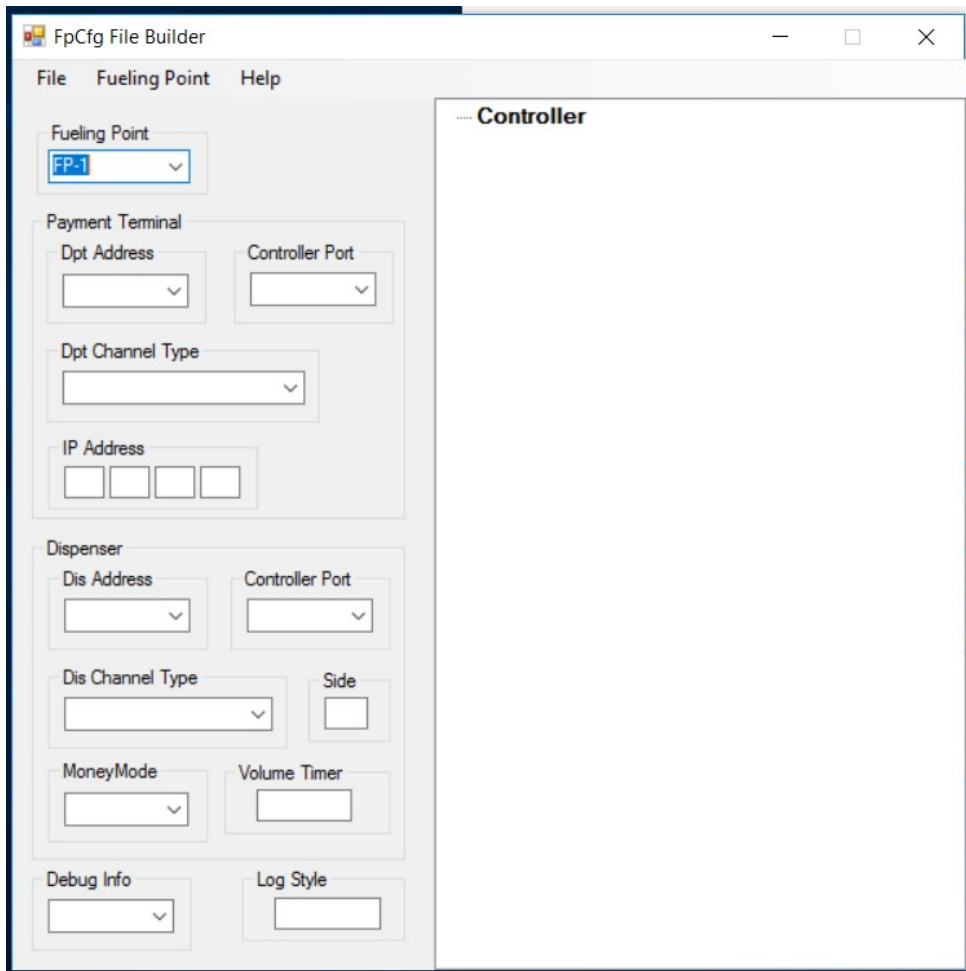 FpCfg File Builder
File Fueling Point Help
Controller
Fueling Point
FP-1
Payment Terminal
Dpt Address Controller Port
Dpt Channel Type
IP Address
Dispenser
Dis Address Controller Port
Dis Channel Type Side
MoneyMode Volume Timer
Debug Info Log Style